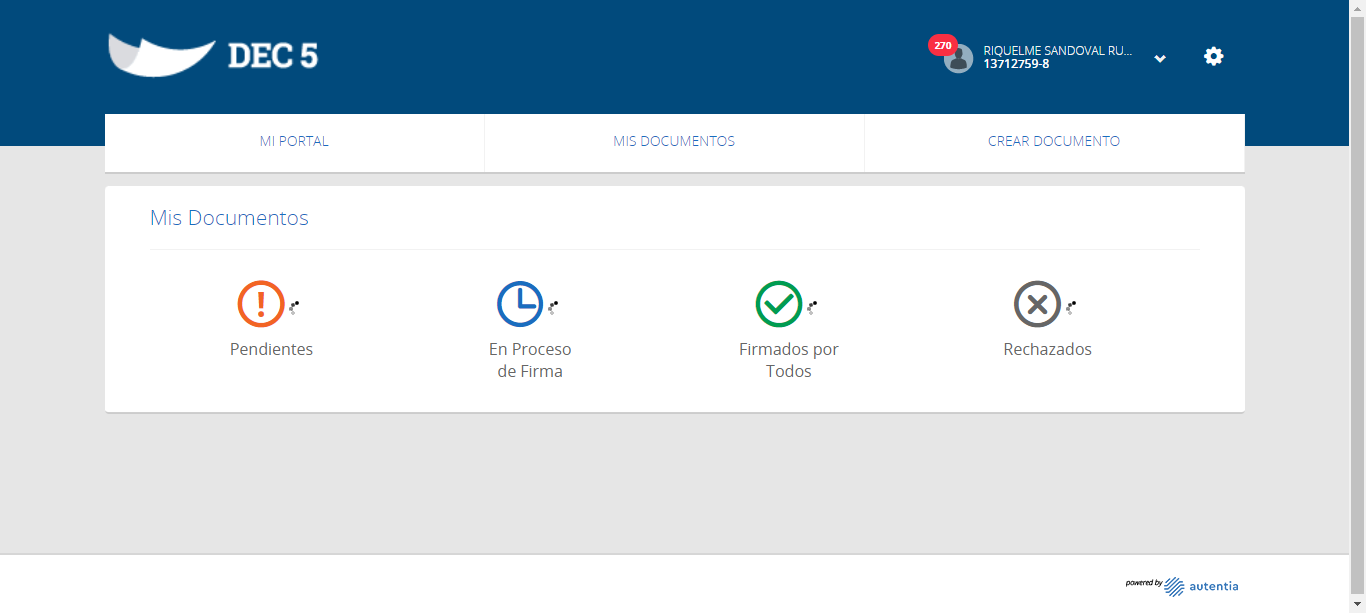 DEC 5
270
RIQUELME SANDOVAL RU...
13712759-8
MI PORTAL
MIS DOCUMENTOS
CREAR DOCUMENTO
Mis Documentos
Pendientes
En Proceso
de Firma
Firmados por
Todos
Rechazados
powered by autentia